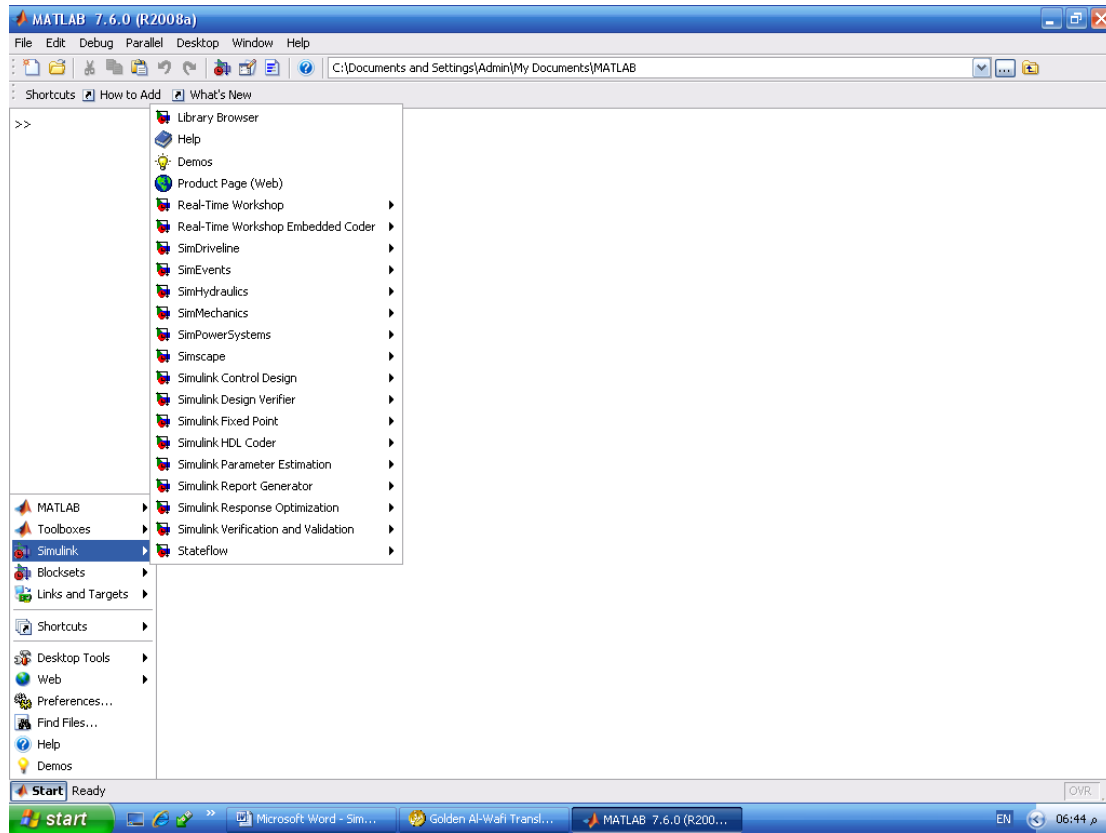 MATLAB 7.6.0 (R2008a)
File Edit Debug Parallel Desktop Window Help
C:\Documents and Settings\Admin\My Documents\MATLAB
Shortcuts How to Add What's New
>>
Library Browser
Help
Demos
Product Page (Web)
Real-Time Workshop
Real-Time Workshop Embedded Coder
SimDriveline
SimEvents
SimHydraulics
SimMechanics
SimPowerSystems
Simscape
Simulink Control Design
Simulink Design Verifier
Simulink Fixed Point
Simulink HDL Coder
Simulink Parameter Estimation
Simulink Report Generator
Simulink Response Optimization
Simulink Verification and Validation
Stateflow
MATLAB
Toolboxes
Simulink
Blocksets
Links and Targets
Shortcuts
Desktop Tools
Web
Preferences...
Find Files...
Help
Demos
Start Ready OVR
start Microsoft Word - Sim... Golden Al-Wafi Transl... MATLAB 7.6.0 (R200... EN 06:44 م